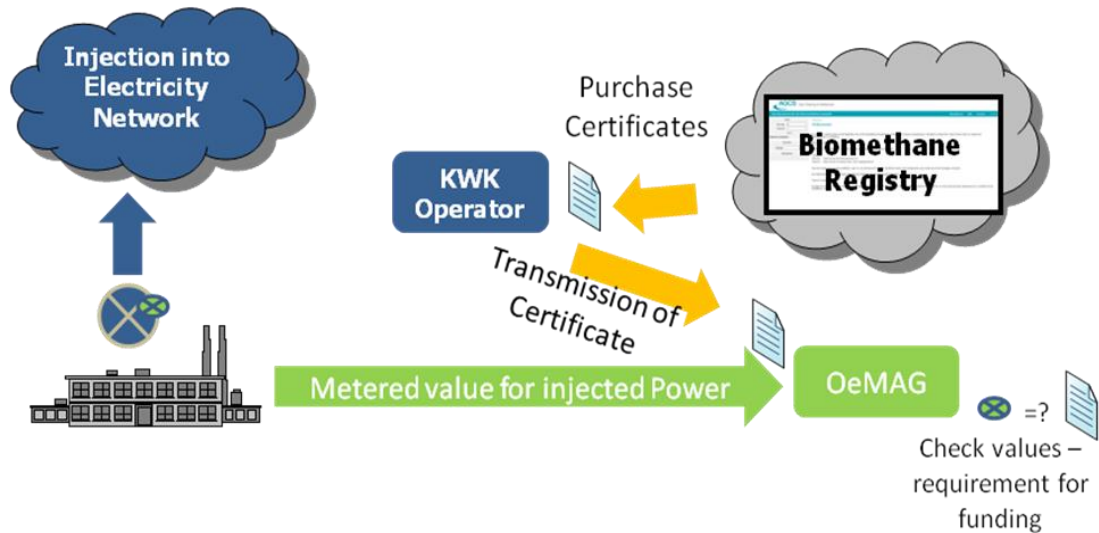 Injection into
Electricity
Network
Purchase
Certificates
Biomethane
Registry
KWK
Operator
Transmission of
Certificate
Metered value for injected Power
OeMAG
=?
Check values –
requirement for
funding